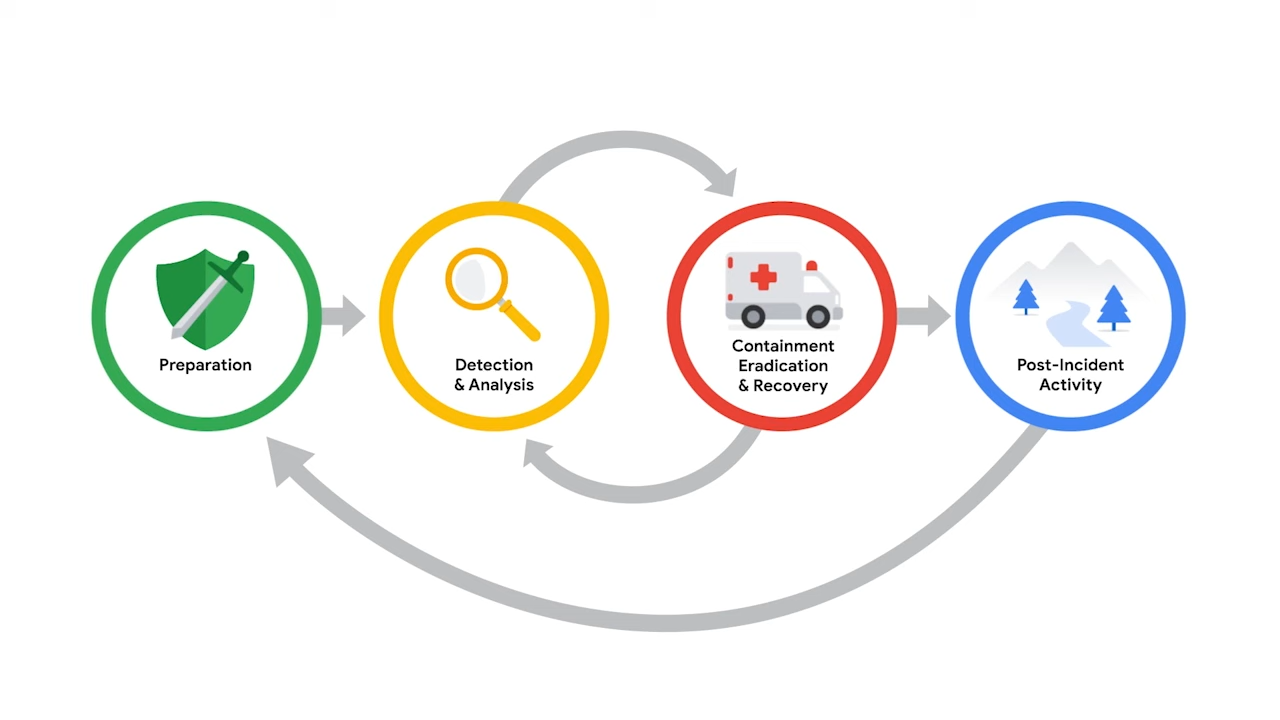 Preparation
Detection
& Analysis
Containment
Eradication
& Recovery
Post-Incident
Activity